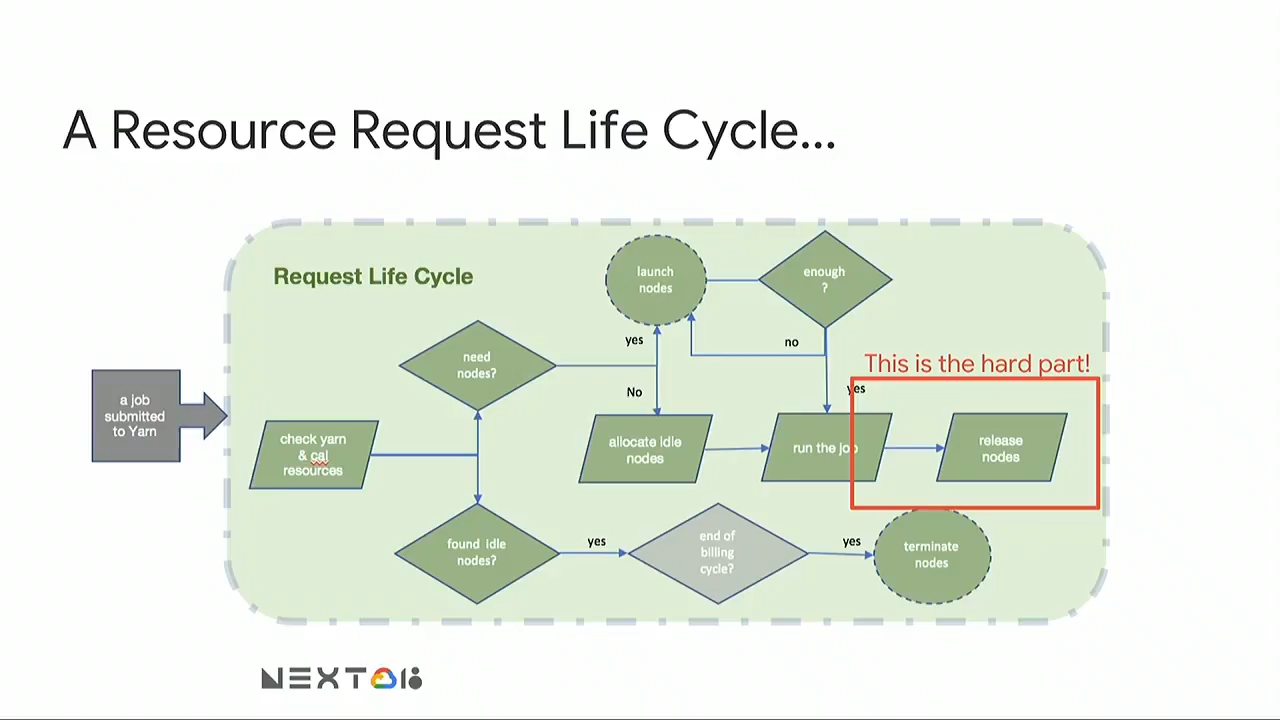 A Resource Request Life Cycle...
Request Life Cycle
launch
nodes
enough
?
yes
no
need
nodes?
This is the hard part!
No
yes
a job
submitted
to Yarn
check yarn
& cal
resources
allocate idle
nodes
run the job
release
nodes
found idle
nodes?
yes
end of
billing
cycle?
yes
terminate
nodes
NEXT 18